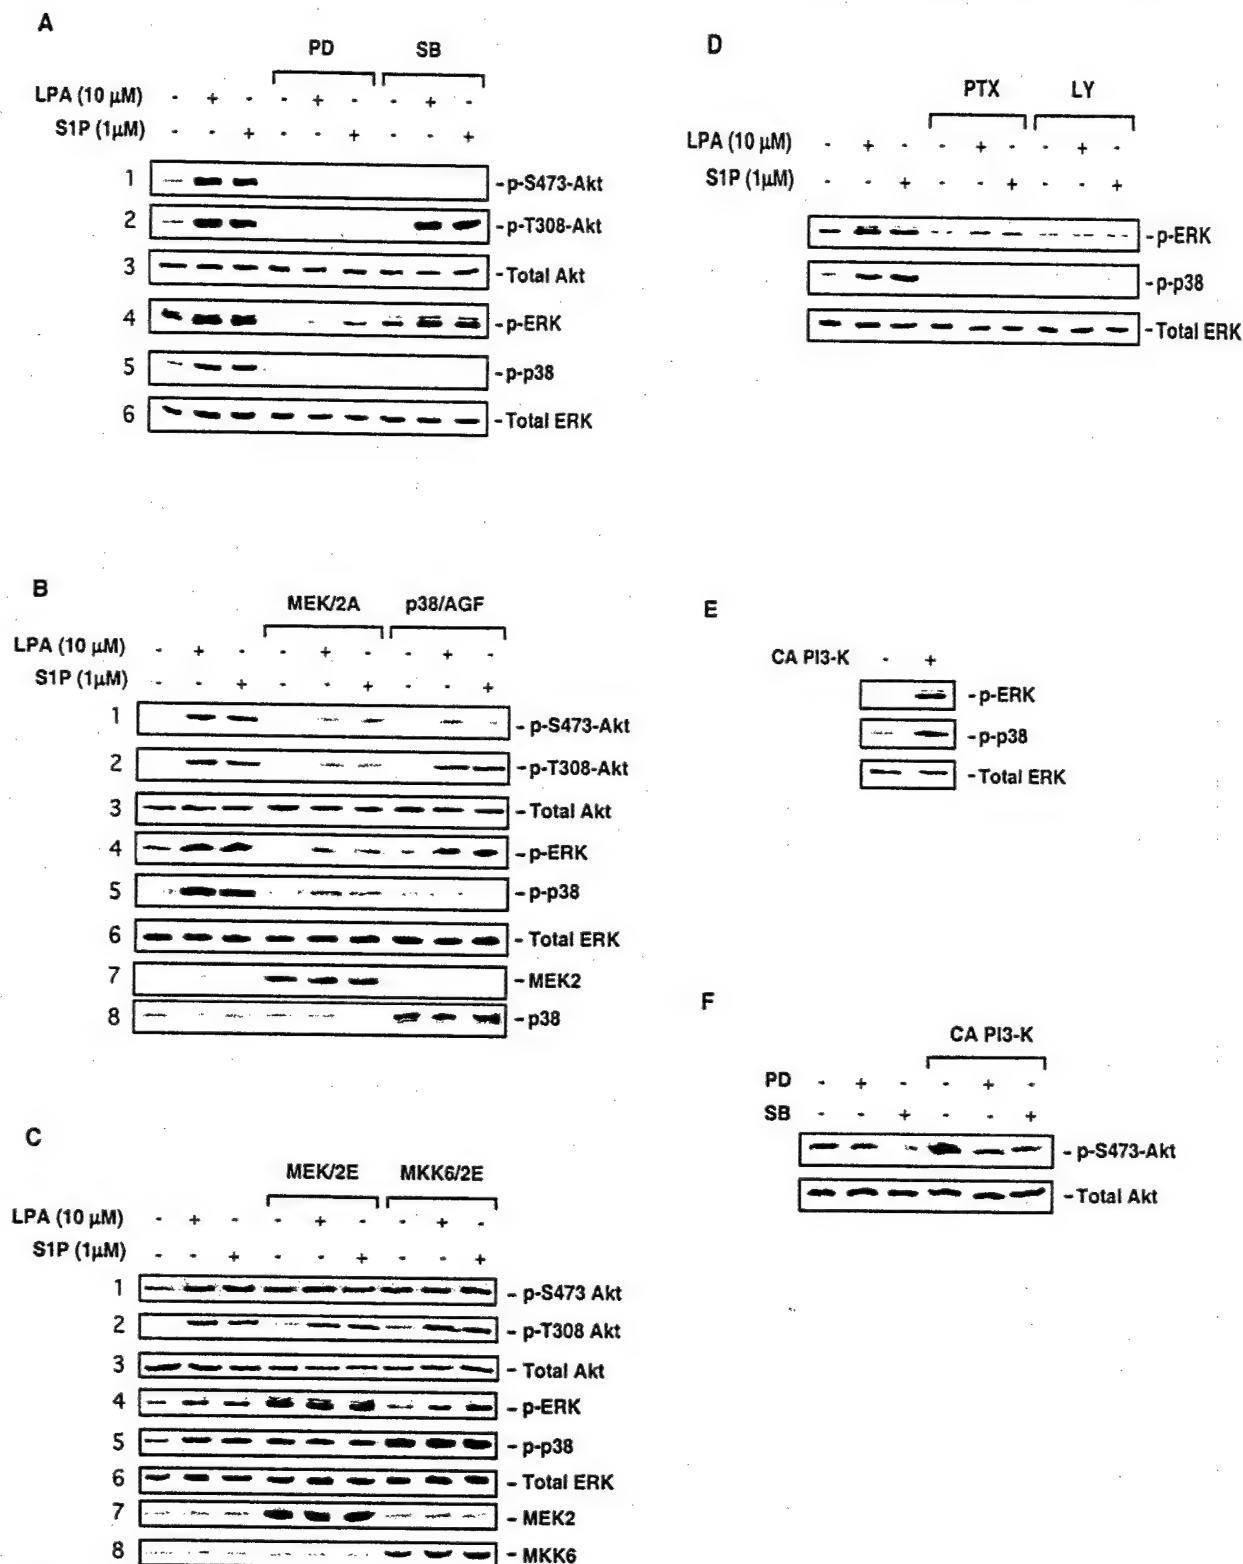 A
PD SB
LPA (10 µM) - + - - + - - + -
S1P (1µM) - - + - - + - - +
1 -p-S473-Akt
2 -p-T308-Akt
3 -Total Akt
4 -p-ERK
5 -p-p38
6 -Total ERK
B
MEK/2A p38/AGF
LPA (10 µM) - + - - + - - + -
S1P (1µM) - - + - - + - - +
1 - p-S473-Akt
2 - p-T308-Akt
3 - Total Akt
4 - p-ERK
5 - p-p38
6 - Total ERK
7 - MEK2
8 - p38
C
MEK/2E MKK6/2E
LPA (10 µM) - + - - + - - + -
S1P (1µM) - - + - - + - - +
1 - p-S473 Akt
2 - p-T308 Akt
3 - Total Akt
4 - p-ERK
5 - p-p38
6 - Total ERK
7 - MEK2
8 - MKK6
D
PTX LY
LPA (10 µM) - + - - + - - + -
S1P (1µM) - - + - - + - - +
-p-ERK
-p-p38
-Total ERK
E
CA PI3-K - +
-p-ERK
-p-p38
-Total ERK
F
CA PI3-K
PD - + - - + -
SB - - + - - +
- p-S473-Akt
-Total Akt